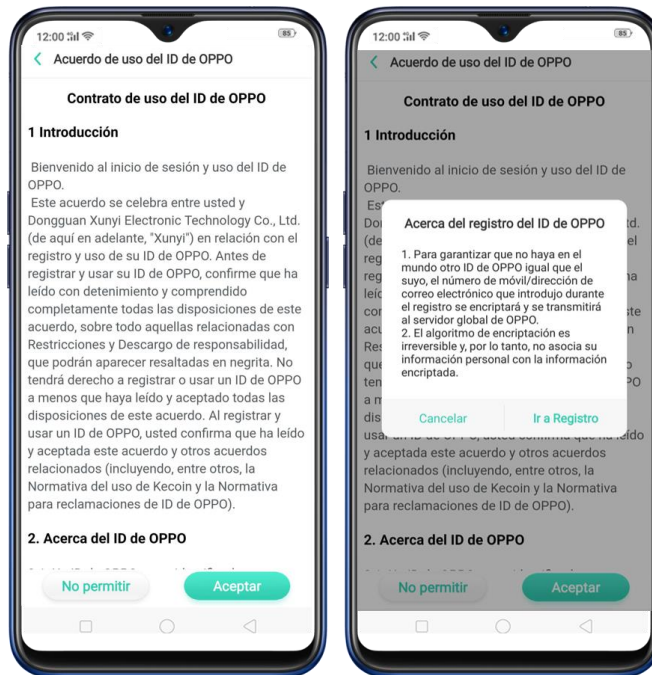 12:00
85
Acuerdo de uso del ID de OPPO
Contrato de uso del ID de OPPO
1 Introducción
Bienvenido al inicio de sesión y uso del ID de
OPPO.
Este acuerdo se celebra entre usted y
Dongguan Xunyi Electronic Technology Co., Ltd.
(de aquí en adelante, "Xunyi") en relación con el
registro y uso de su ID de OPPO. Antes de
registrar y usar su ID de OPPO, confirme que ha
leído con detenimiento y comprendido
completamente todas las disposiciones de este
acuerdo, sobre todo aquellas relacionadas con
Restricciones y Descargo de responsabilidad,
que podrán aparecer resaltadas en negrita. No
tendrá derecho a registrar o usar un ID de OPPO
a menos que haya leído y aceptado todas las
disposiciones de este acuerdo. Al registrar y
usar un ID de OPPO, usted confirma que ha leído
y aceptada este acuerdo y otros acuerdos
relacionados (incluyendo, entre otros, la
Normativa del uso de Kecoin y la Normativa
para reclamaciones de ID de OPPO).
2. Acerca del ID de OPPO
No permitir
Aceptar
12:00
85
Acuerdo de uso del ID de OPPO
Contrato de uso del ID de OPPO
1 Introducción
Bienvenido al inicio de sesión y uso del ID de
OPPO.
Acerca del registro del ID de OPPO
1. Para garantizar que no haya en el
mundo otro ID de OPPO igual que el
suyo, el número de móvil/dirección de
correo electrónico que introdujo durante
el registro se encriptará y se transmitirá
al servidor global de OPPO.
2. El algoritmo de encriptación es
irreversible y, por lo tanto, no asocia su
información personal con la información
encriptada.
Cancelar
Ir a Registro
y aceptada este acuerdo y otros acuerdos
relacionados (incluyendo, entre otros, la
Normativa del uso de Kecoin y la Normativa
para reclamaciones de ID de OPPO).
2. Acerca del ID de OPPO
No permitir
Aceptar